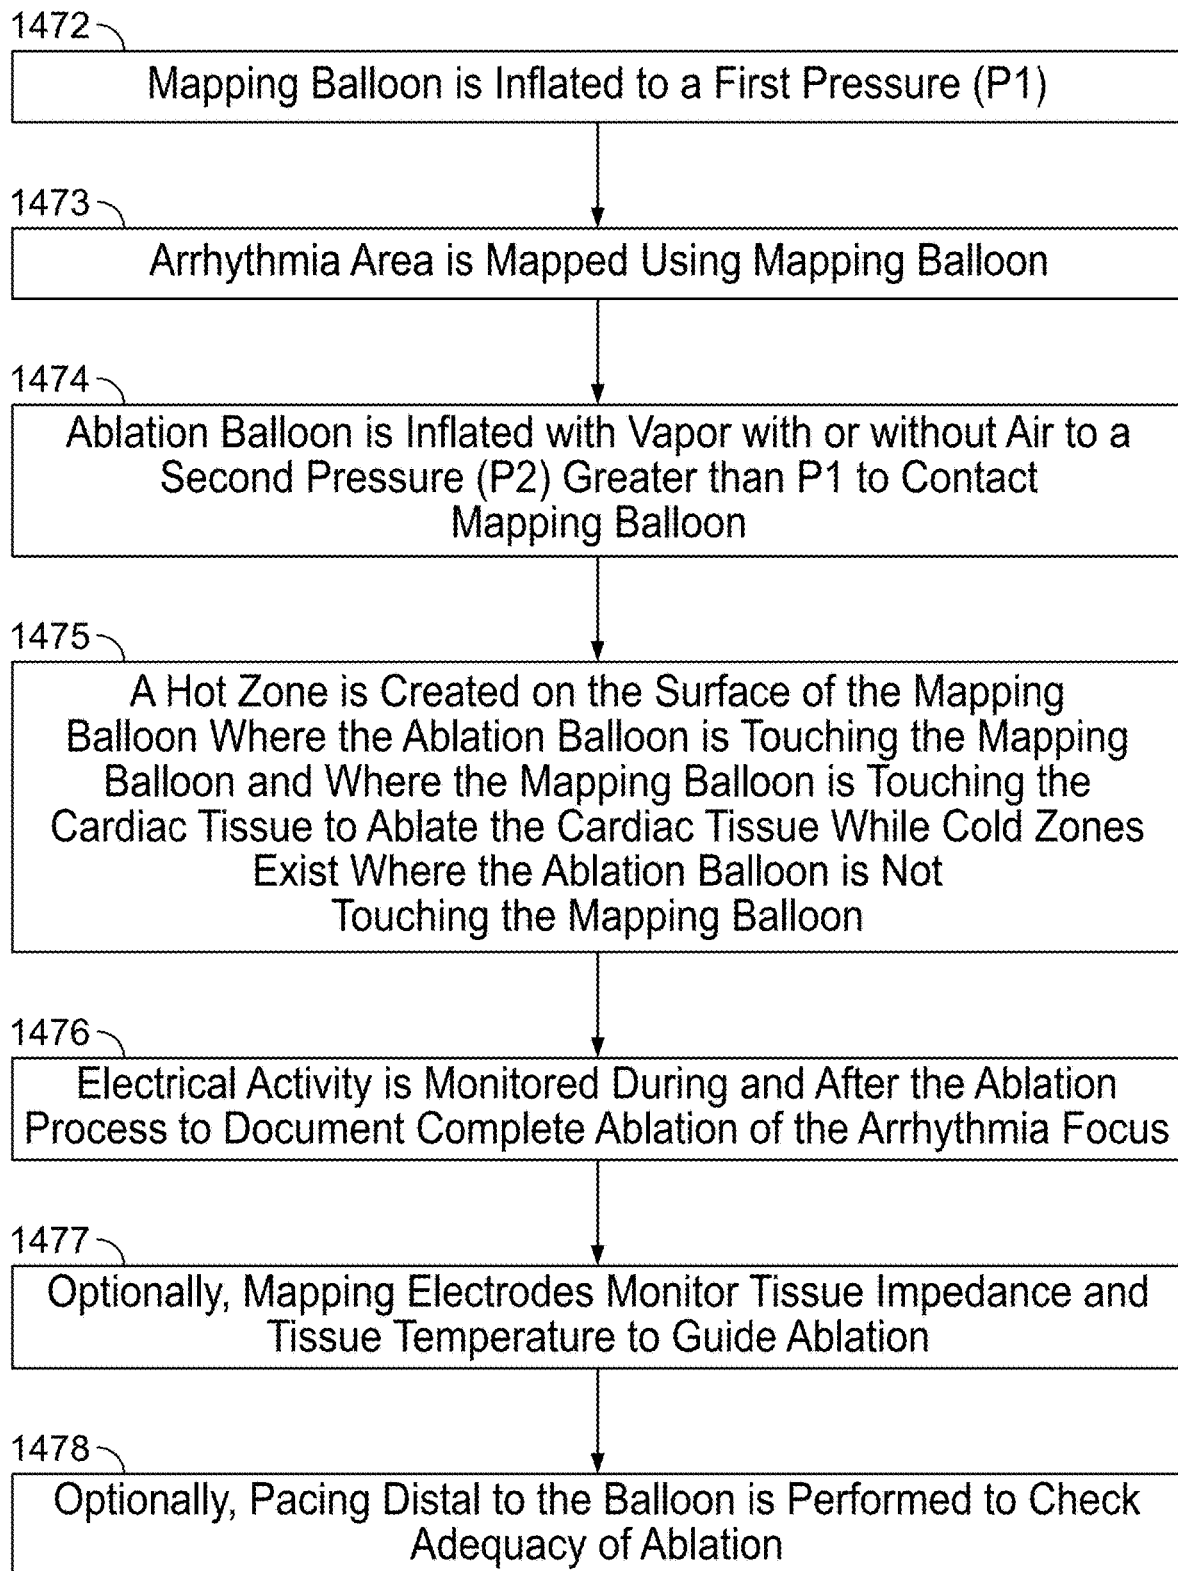 1472
Mapping Balloon is Inflated to a First Pressure (P1)
1473
Arrhythmia Area is Mapped Using Mapping Balloon
1474
Ablation Balloon is Inflated with Vapor with or without Air to a
Second Pressure (P2) Greater than P1 to Contact
Mapping Balloon
1475
A Hot Zone is Created on the Surface of the Mapping
Balloon Where the Ablation Balloon is Touching the Mapping
Balloon and Where the Mapping Balloon is Touching the
Cardiac Tissue to Ablate the Cardiac Tissue While Cold Zones
Exist Where the Ablation Balloon is Not
Touching the Mapping Balloon
1476
Electrical Activity is Monitored During and After the Ablation
Process to Document Complete Ablation of the Arrhythmia Focus
1477
Optionally, Mapping Electrodes Monitor Tissue Impedance and
Tissue Temperature to Guide Ablation
1478
Optionally, Pacing Distal to the Balloon is Performed to Check
Adequacy of Ablation